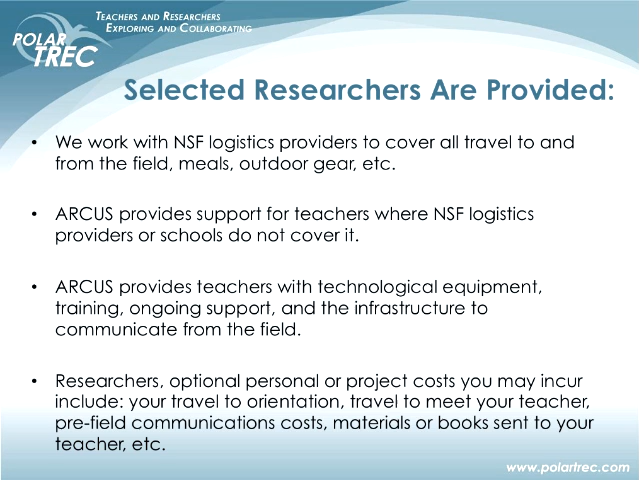 TEACHERS AND RESEARCHERS
EXPLORING AND COLLABORATING
POLAR
TREC
Selected Researchers Are Provided:
• We work with NSF logistics providers to cover all travel to and
from the field, meals, outdoor gear, etc.
• ARCUS provides support for teachers where NSF logistics
providers or schools do not cover it.
• ARCUS provides teachers with technological equipment,
training, ongoing support, and the infrastructure to
communicate from the field.
• Researchers, optional personal or project costs you may incur
include: your travel to orientation, travel to meet your teacher,
pre-field communications costs, materials or books sent to your
teacher, etc.
www.polartrec.com